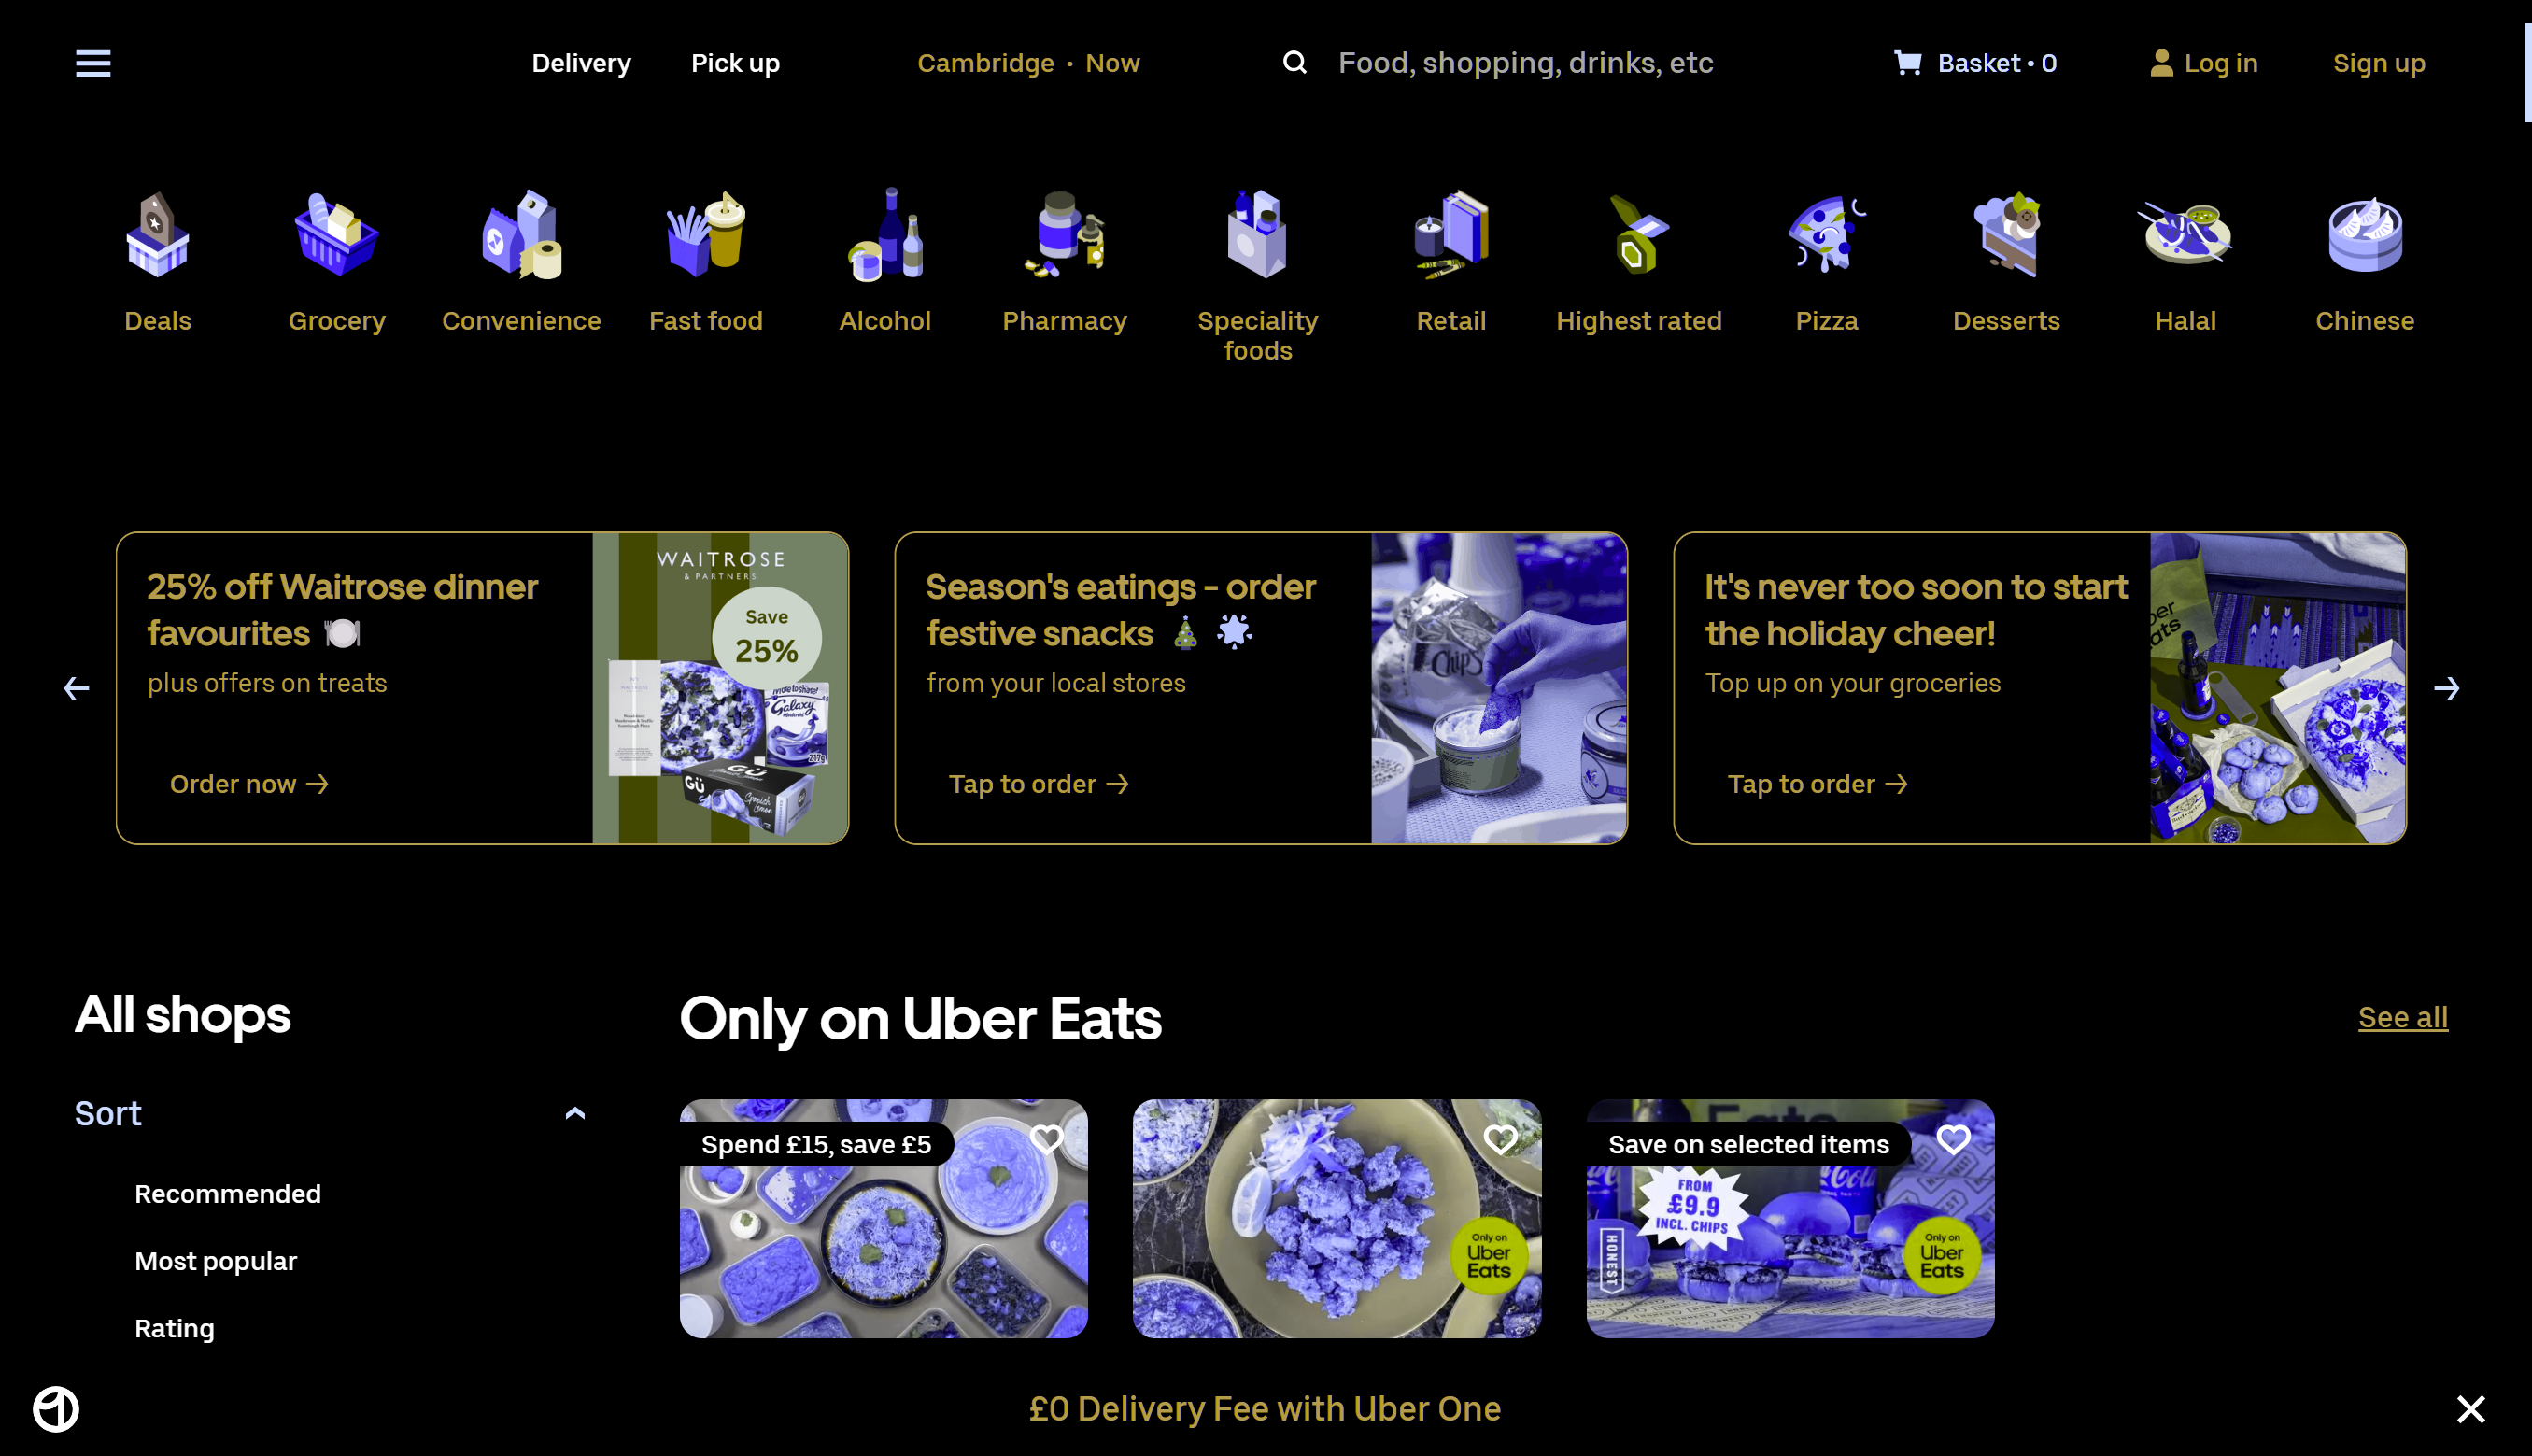 Delivery
Pick up
Cambridge • Now
Food, shopping, drinks, etc
Basket • 0
Log in
Sign up
Deals
Grocery
Convenience
Fast food
Alcohol
Pharmacy
Speciality
foods
Retail
Highest rated
Pizza
Desserts
Halal
Chinese
25% off Waitrose dinner
favourites
plus offers on treats
Order now
WAITROSE
& PARTNERS
Save
25%
Galaxy
GÜ
GÜ
Season's eatings - order
festive snacks
from your local stores
Tap to order
Chips
It's never too soon to start
the holiday cheer!
Top up on your groceries
Tap to order
All shops
Only on Uber Eats
See all
Sort
Recommended
Most popular
Rating
Spend £15, save £5
Only on
Uber
Eats
Save on selected items
FROM
£9.9
INCL. CHIPS
HONEST
Only on
Uber
Eats
£0 Delivery Fee with Uber One